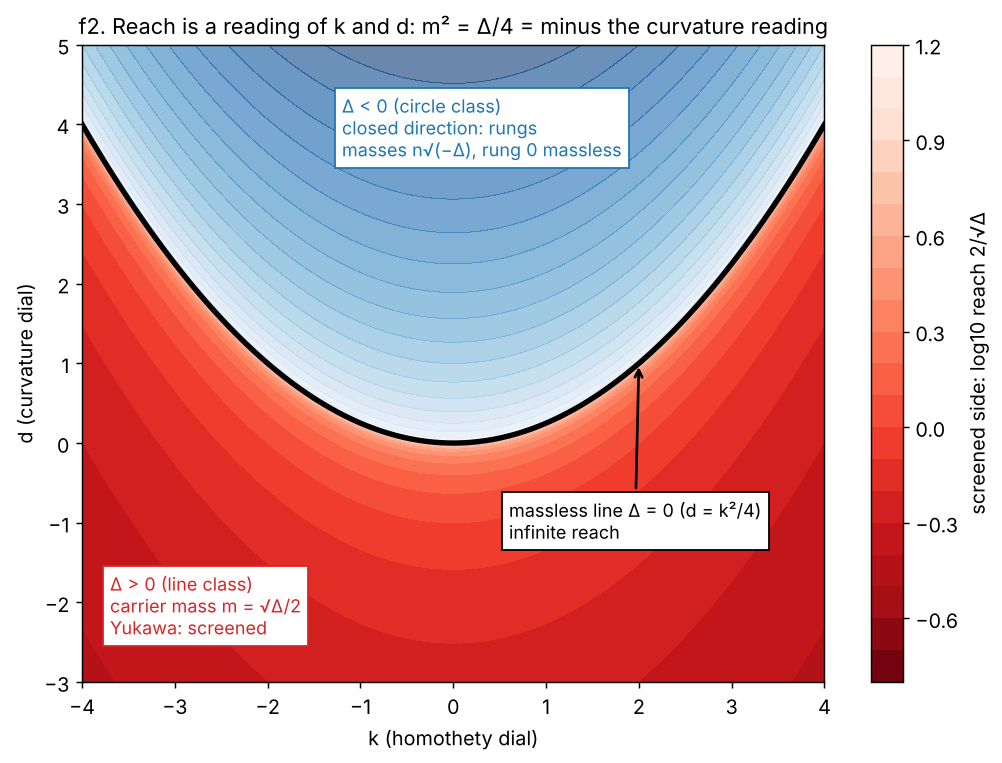 f2. Reach is a reading of k and d: m² = Δ/4 = minus the curvature reading
5
4
3
2
1
0
−1
−2
−3
d (curvature dial)
Δ < 0 (circle class)
closed direction: rungs
masses n√(−Δ), rung 0 massless
massless line Δ = 0 (d = k²/4)
infinite reach
Δ > 0 (line class)
carrier mass m = √Δ/2
Yukawa: screened
−4
−3
−2
−1
0
1
2
3
4
k (homothety dial)
1.2
0.9
0.6
0.3
0.0
−0.3
−0.6
screened side: log10 reach 2/√Δ